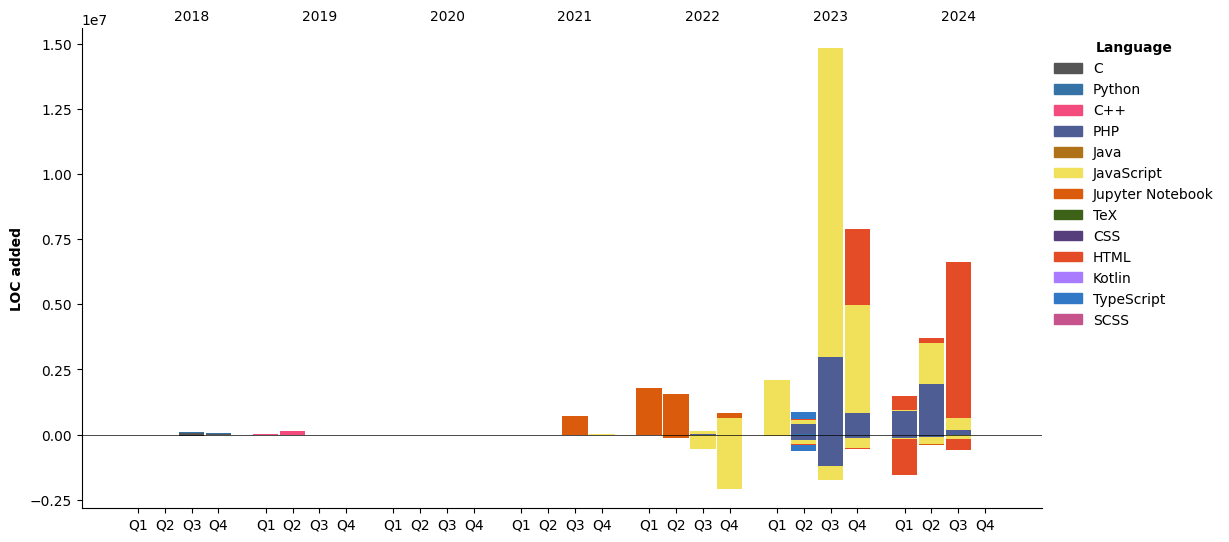 2018 2019 2020 2021 2022 2023 2024
1e7
1.50
1.25
1.00
0.75
0.50
0.25
0.00
−0.25
LOC added
Q1 Q2 Q3 Q4 Q1 Q2 Q3 Q4 Q1 Q2 Q3 Q4 Q1 Q2 Q3 Q4 Q1 Q2 Q3 Q4 Q1 Q2 Q3 Q4 Q1 Q2 Q3 Q4
Language
C
Python
C++
PHP
Java
JavaScript
Jupyter Notebook
TeX
CSS
HTML
Kotlin
TypeScript
SCSS